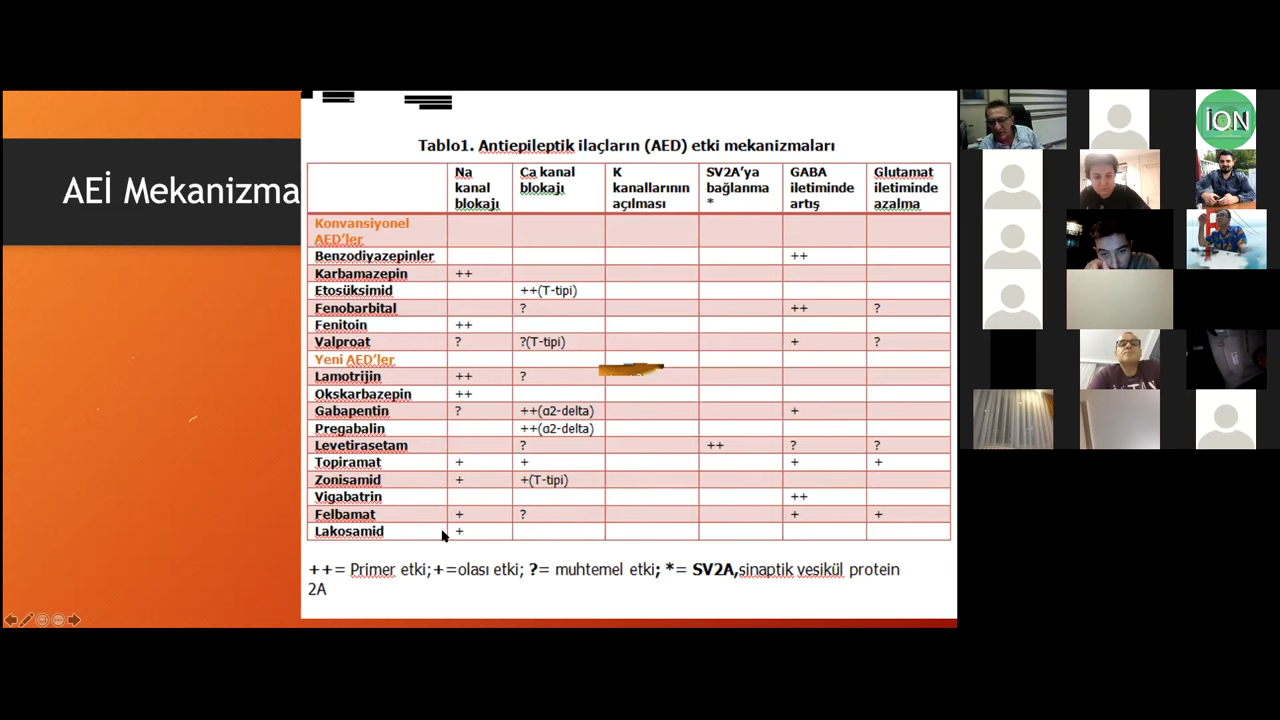 AEİ Mekanizma
Tablo1. Antiepileptik ilaçların (AED) etki mekanizmaları
Na kanal blokajı Ca kanal blokajı K kanallarının açılması SV2A'ya bağlanma * GABA iletiminde artış Glutamat iletiminde azalma
Konvansiyonel AED'ler
Benzodiyazepinler ++
Karbamazepin ++
Etosüksimid ++(T-tipi)
Fenobarbital ? ++ ?
Fenitoin ++
Valproat ? ?(T-tipi) + ?
Yeni AED'ler
Lamotrijin ++ ?
Okskarbazepin ++
Gabapentin ? ++(α2-delta) +
Pregabalin ++(α2-delta)
Levetirasetam ? ++ ? ?
Topiramat + + + +
Zonisamid + +(T-tipi)
Vigabatrin ++
Felbamat + ? + +
Lakosamid +
++= Primer etki;+=olası etki; ?= muhtemel etki; *= SV2A,sinaptik vesikül protein
2A
İON